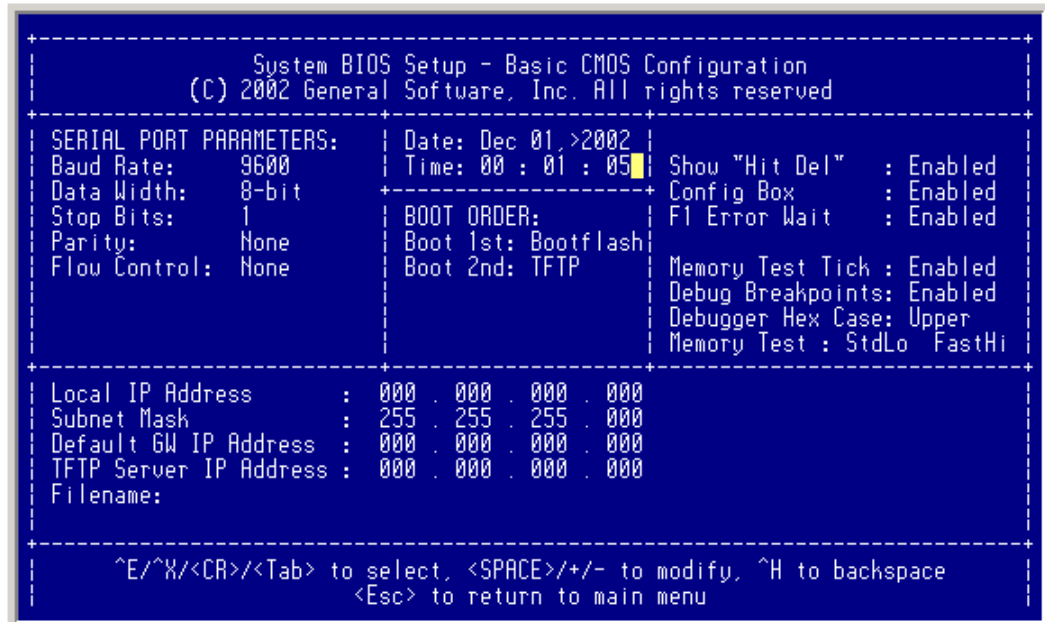 System BIOS Setup - Basic CMOS Configuration
(C) 2002 General Software, Inc. All rights reserved
SERIAL PORT PARAMETERS:
Baud Rate: 9600
Data Width: 8-bit
Stop Bits: 1
Parity: None
Flow Control: None
Date: Dec 01,>2002
Time: 00 : 01 : 05
BOOT ORDER:
Boot 1st: Bootflash
Boot 2nd: TFTP
Show "Hit Del" : Enabled
Config Box : Enabled
F1 Error Wait : Enabled
Memory Test Tick : Enabled
Debug Breakpoints: Enabled
Debugger Hex Case: Upper
Memory Test : StdLo FastHi
Local IP Address : 000 . 000 . 000 . 000
Subnet Mask : 255 . 255 . 255 . 000
Default GW IP Address : 000 . 000 . 000 . 000
TFTP Server IP Address : 000 . 000 . 000 . 000
Filename:
^E/^X/<CR>/<Tab> to select, <SPACE>/+/- to modify, ^H to backspace
<Esc> to return to main menu